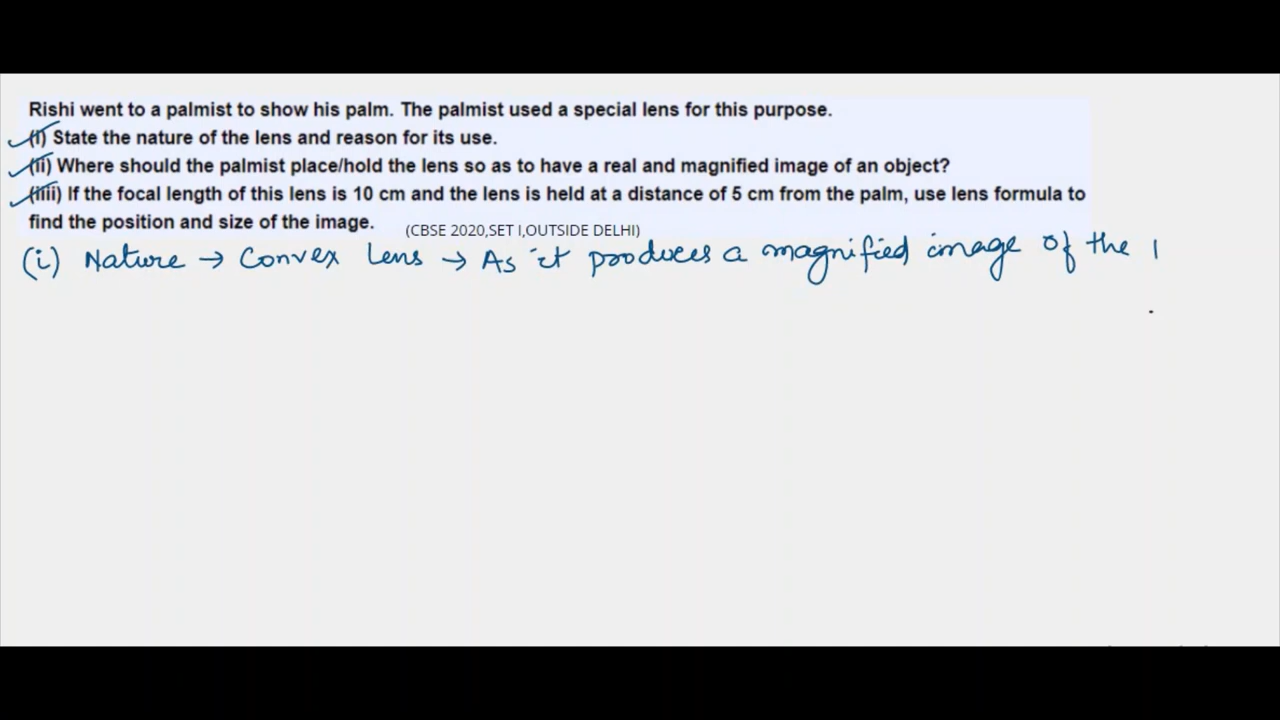 Rishi went to a palmist to show his palm. The palmist used a special lens for this purpose.
(i) State the nature of the lens and reason for its use.
(ii) Where should the palmist place/hold the lens so as to have a real and magnified image of an object?
(iii) If the focal length of this lens is 10 cm and the lens is held at a distance of 5 cm from the palm, use lens formula to
find the position and size of the image. (CBSE 2020,SET I,OUTSIDE DELHI)
(i) Nature → Convex lens → As it produces a magnified image of the